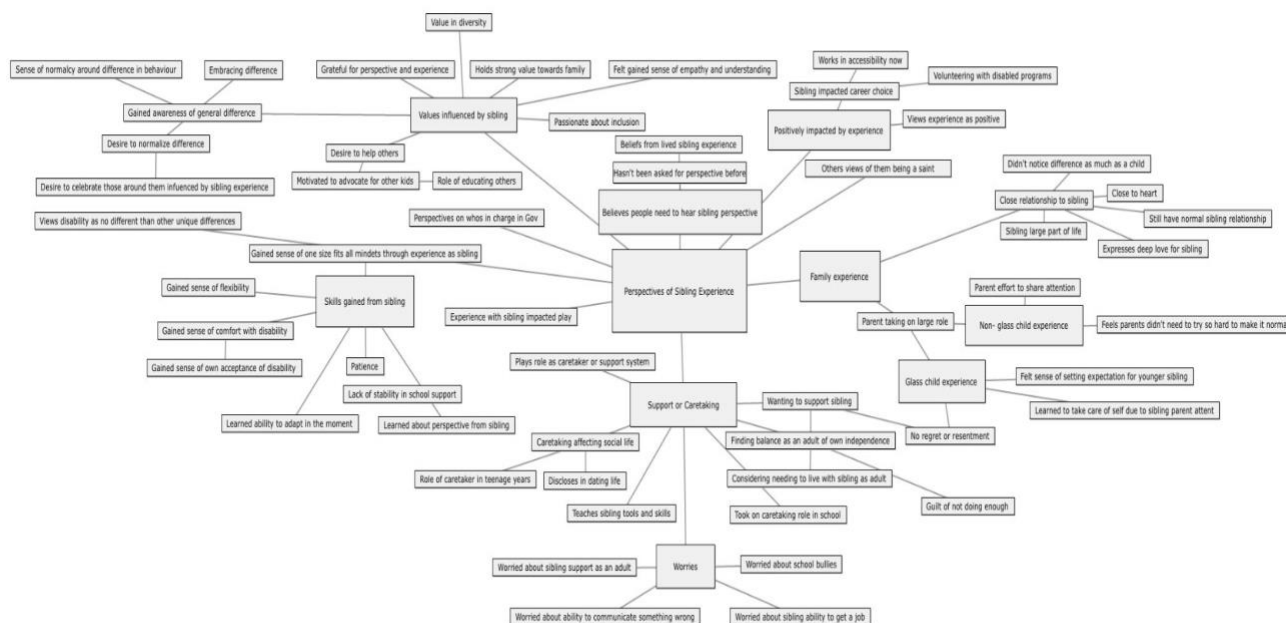 Value in diversity
Sense of normalcy around difference in behaviour
Embracing difference
Grateful for perspective and experience
Holds strong value towards family
Felt gained sense of empathy and understanding
Gained awareness of general difference
Values influenced by sibling
Passionate about inclusion
Desire to normalize difference
Desire to help others
Motivated to advocate for other kids
Role of educating others
Desire to celebrate those around them infuenced by sibling experience
Works in accessibility now
Sibling impacted career choice
Volunteering with disabled programs
Positively impacted by experience
Views experience as positive
Beliefs from lived sibling experience
Hasn't been asked for perspective before
Believes people need to hear sibling perspective
Others views of them being a saint
Didn't notice difference as much as a child
Close relationship to sibling
Close to heart
Still have normal sibling relationship
Sibling large part of life
Expresses deep love for sibling
Views disability as no different than other unique differences
Perspectives on whos in charge in Gov
Gained sense of one size fits all mindets through experience as sibling
Perspectives of Sibling Experience
Family experience
Gained sense of flexibility
Skills gained from sibling
Experience with sibling impacted play
Parent effort to share attention
Parent taking on large role
Non- glass child experience
Feels parents didn't need to try so hard to make it normal
Gained sense of comfort with disability
Gained sense of own acceptance of disability
Patience
Lack of stability in school support
Learned ability to adapt in the moment
Learned about perspective from sibling
Plays role as caretaker or support system
Glass child experience
Felt sense of setting expectation for younger sibling
Learned to take care of self due to sibling parent attent
No regret or resentment
Support or Caretaking
Wanting to support sibling
Caretaking affecting social life
Finding balance as an adult of own independence
Role of caretaker in teenage years
Discloses in dating life
Considering needing to live with sibling as adult
Guilt of not doing enough
Teaches sibling tools and skills
Took on caretaking role in school
Worried about sibling support as an adult
Worries
Worried about school bullies
Worried about ability to communicate something wrong
Worried about sibling ability to get a job